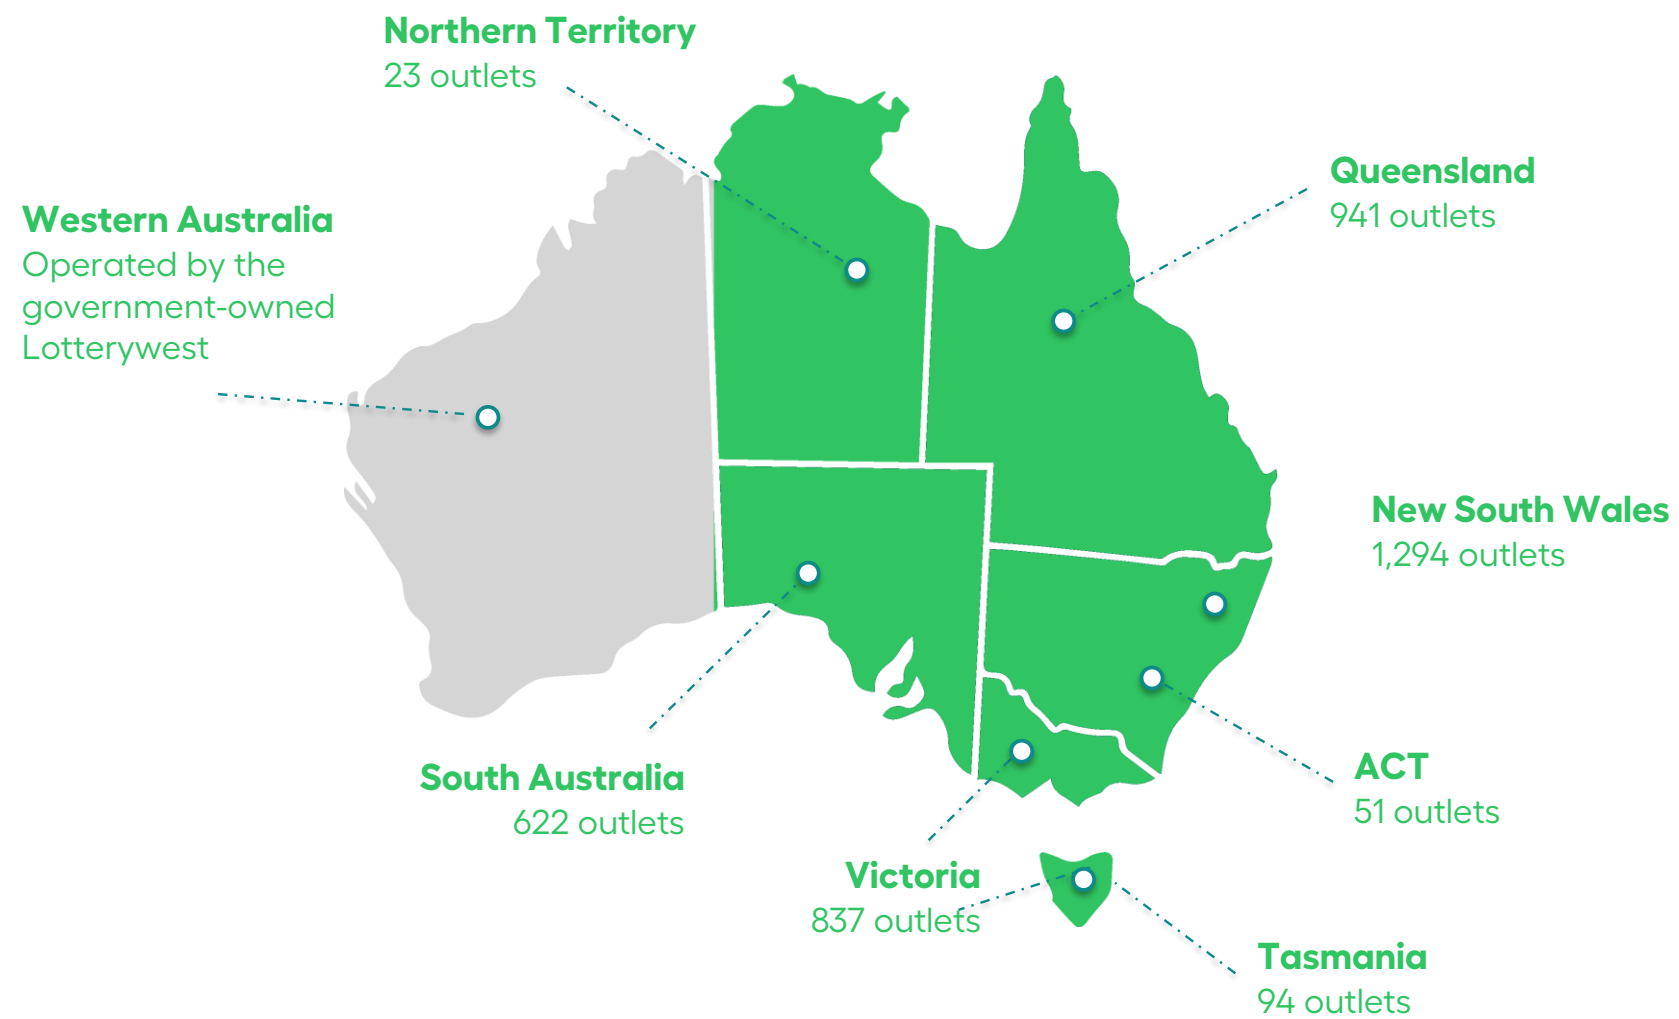 Northern Territory
23 outlets
Queensland
941 outlets
Western Australia
Operated by the
government-owned
Lotterywest
New South Wales
1,294 outlets
South Australia
622 outlets
ACT
51 outlets
Victoria
837 outlets
Tasmania
94 outlets